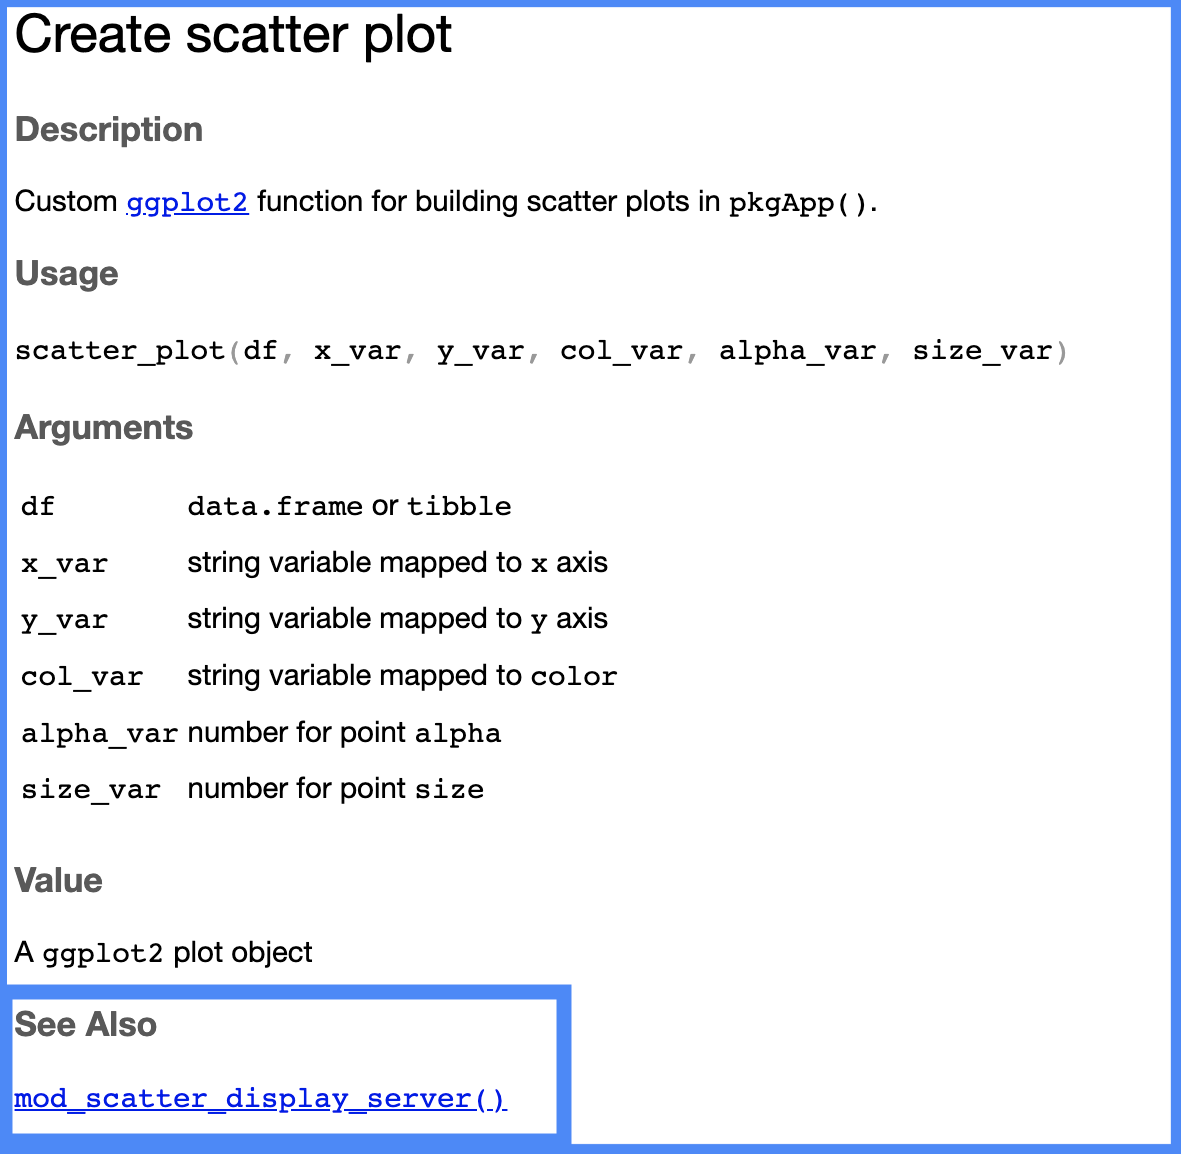 Create scatter plot
Description
Custom ggplot2 function for building scatter plots in pkgApp().
Usage
scatter_plot(df, x_var, y_var, col_var, alpha_var, size_var)
Arguments
df data.frame or tibble
x_var string variable mapped to x axis
y_var string variable mapped to y axis
col_var string variable mapped to color
alpha_var number for point alpha
size_var number for point size
Value
A ggplot2 plot object
See Also
mod_scatter_display_server()